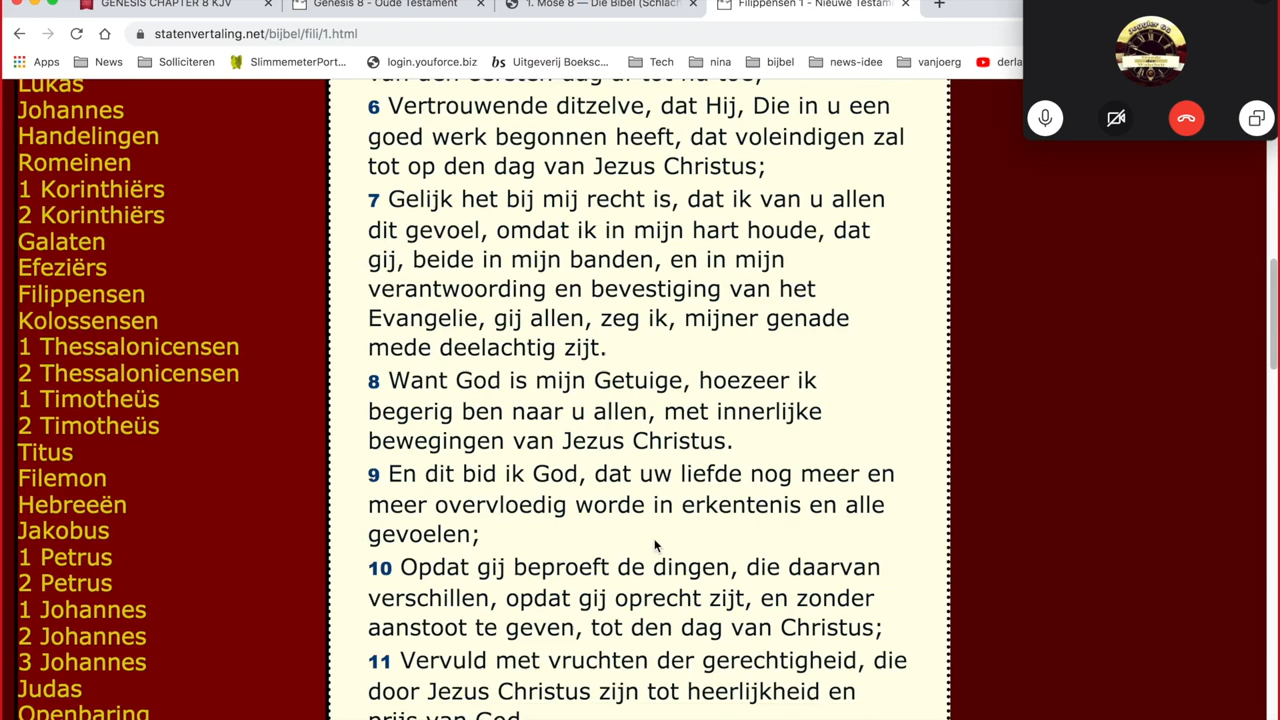 GENESIS CHAPTER 8 KJV
Genesis 8 - Oude Testament
1. Mose 8 — Die Bibel (Schlach
Filippensen 1 - Nieuwe Testam
statenvertaling.net/bijbel/fili/1.html
Apps
News
Solliciteren
SlimmemeterPort...
login.youforce.biz
bs Uitgeverij Boeksc...
Tech
nina
bijbel
news-idee
vanjoerg
derla
Lukas
Johannes
Handelingen
Romeinen
1 Korinthiërs
2 Korinthiërs
Galaten
Efeziërs
Filippensen
Kolossensen
1 Thessalonicensen
2 Thessalonicensen
1 Timotheüs
2 Timotheüs
Titus
Filemon
Hebreeën
Jakobus
1 Petrus
2 Petrus
1 Johannes
2 Johannes
3 Johannes
Judas
Openbaring
6 Vertrouwende ditzelve, dat Hij, Die in u een
goed werk begonnen heeft, dat voleindigen zal
tot op den dag van Jezus Christus;
7 Gelijk het bij mij recht is, dat ik van u allen
dit gevoel, omdat ik in mijn hart houde, dat
gij, beide in mijn banden, en in mijn
verantwoording en bevestiging van het
Evangelie, gij allen, zeg ik, mijner genade
mede deelachtig zijt.
8 Want God is mijn Getuige, hoezeer ik
begerig ben naar u allen, met innerlijke
bewegingen van Jezus Christus.
9 En dit bid ik God, dat uw liefde nog meer en
meer overvloedig worde in erkentenis en alle
gevoelen;
10 Opdat gij beproeft de dingen, die daarvan
verschillen, opdat gij oprecht zijt, en zonder
aanstoot te geven, tot den dag van Christus;
11 Vervuld met vruchten der gerechtigheid, die
door Jezus Christus zijn tot heerlijkheid en
prijs van God.